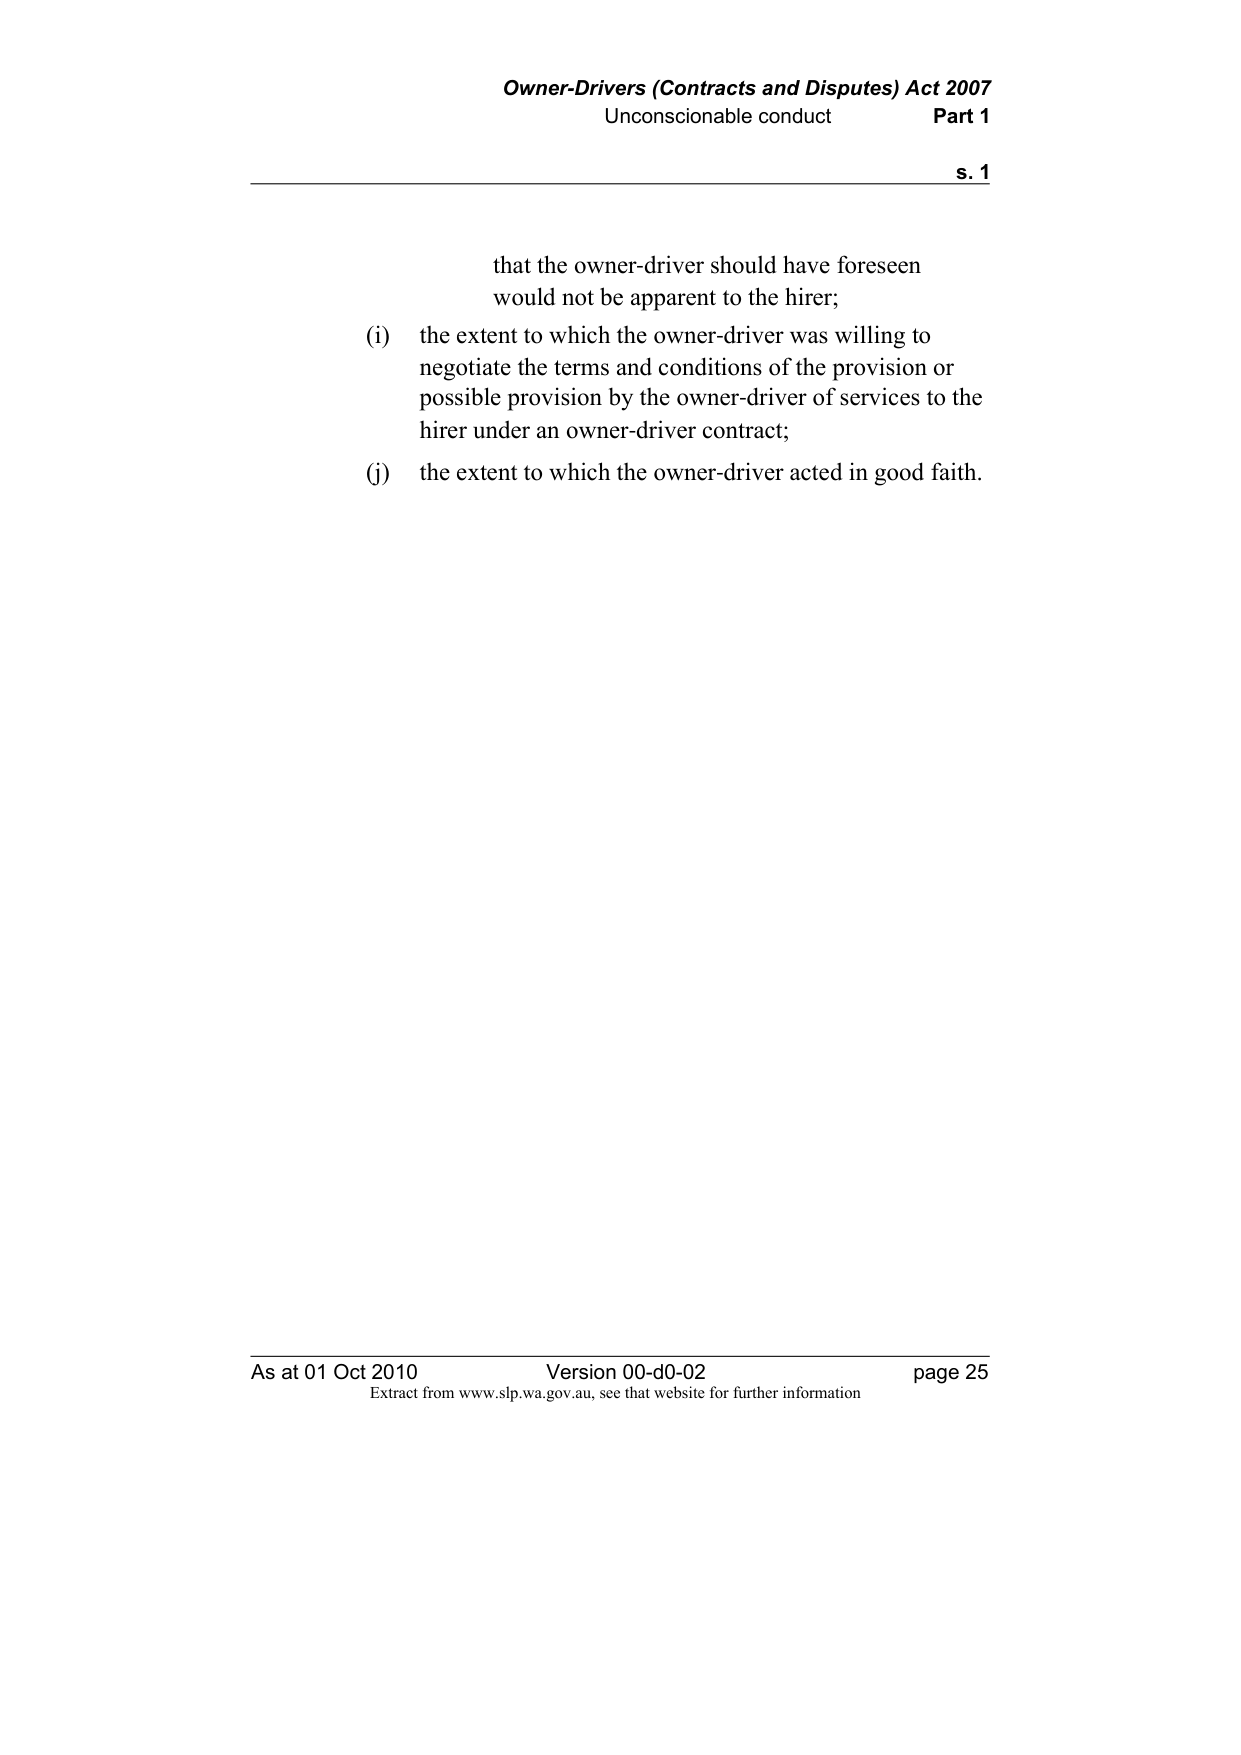 Owner-Drivers (Contracts and Disputes) Act 2007
Unconscionable conduct Part 1
s. 1
that the owner-driver should have foreseen
would not be apparent to the hirer;
(i) the extent to which the owner-driver was willing to
negotiate the terms and conditions of the provision or
possible provision by the owner-driver of services to the
hirer under an owner-driver contract;
(j) the extent to which the owner-driver acted in good faith.
As at 01 Oct 2010 Version 00-d0-02 page 25
Extract from www.slp.wa.gov.au, see that website for further information